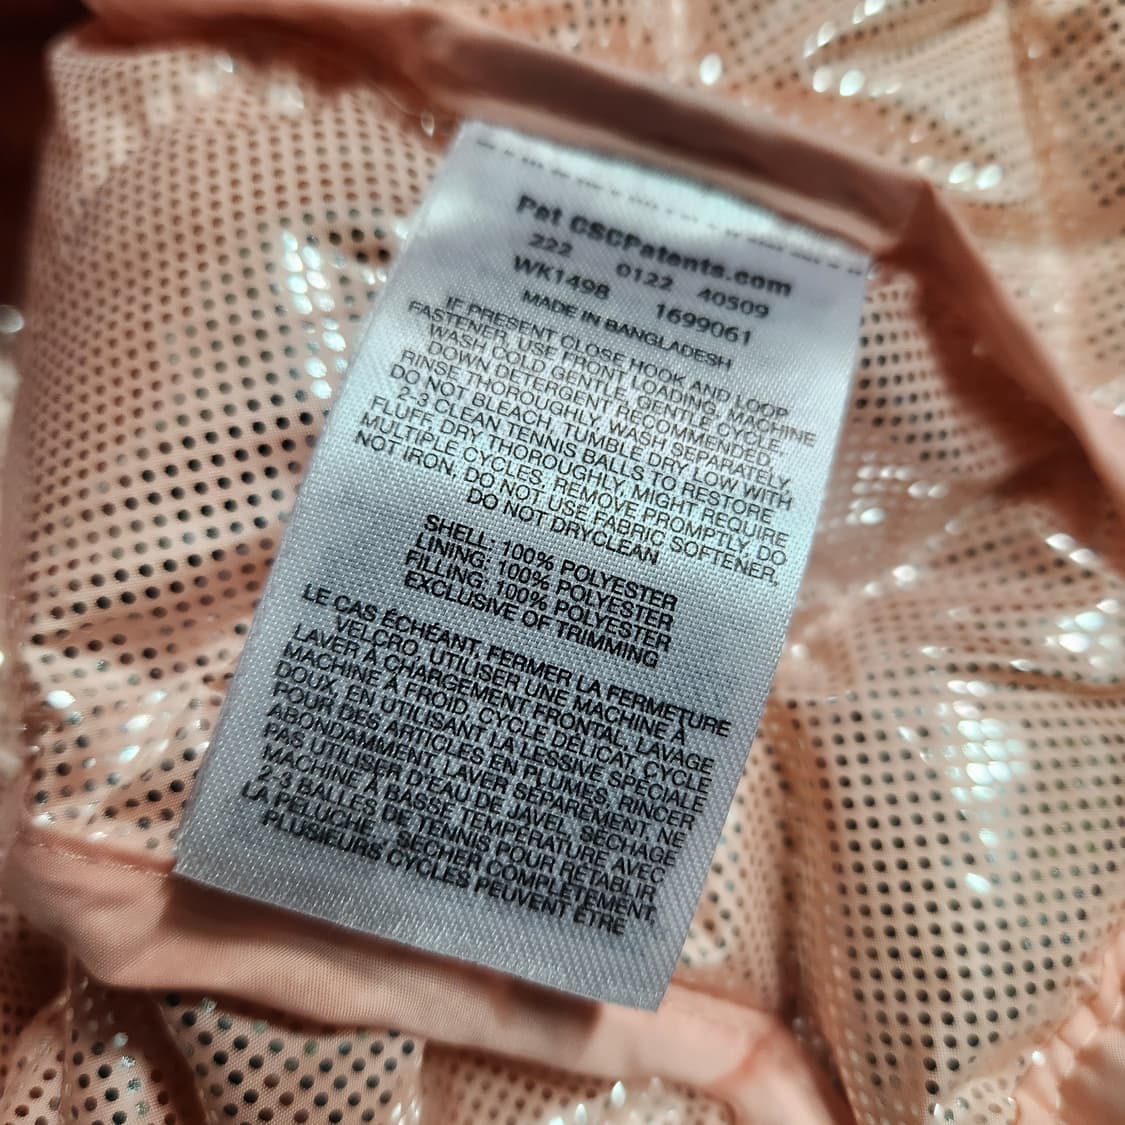 Pat CSCPatents.com
222 0122 40509
WK1498 1699061
MADE IN BANGLADESH
IF PRESENT CLOSE HOOK AND LOOP
FASTENER, USE FRONT LOADING, MACHINE
WASH COLD GENTLE, GENTLE CYCLE,
DOWN DETERGENT RECOMMENDED,
RINSE THOROUGHLY, WASH SEPARATELY,
DO NOT BLEACH, TUMBLE DRY LOW WITH
2-3 CLEAN TENNIS BALLS TO RESTORE
FLUFF, DRY THOROUGHLY, MIGHT REQUIRE
MULTIPLE CYCLES, REMOVE PROMPTLY, DO
NOT IRON, DO NOT USE FABRIC SOFTENER,
DO NOT DRYCLEAN
SHELL: 100% POLYESTER
LINING: 100% POLYESTER
FILLING: 100% POLYESTER
EXCLUSIVE OF TRIMMING
LE CAS ÉCHÉANT, FERMER LA FERMETURE
VELCRO, UTILISER UNE MACHINE À
LAVER À CHARGEMENT FRONTAL, LAVAGE
MACHINE À FROID, CYCLE DÉLICAT, CYCLE
DOUX, EN UTILISANT LA LESSIVE SPÉCIALE
POUR DES ARTICLES EN PLUMES, RINCER
ABONDAMMENT, LAVER SÉPARÉMENT, NE
PAS UTILISER D'EAU DE JAVEL, SÉCHAGE
MACHINE À BASSE TEMPÉRATURE AVEC
2-3 BALLES DE TENNIS POUR RÉTABLIR
LA PELUCHE, SÉCHER COMPLÈTEMENT,
PLUSIEURS CYCLES PEUVENT ÊTRE